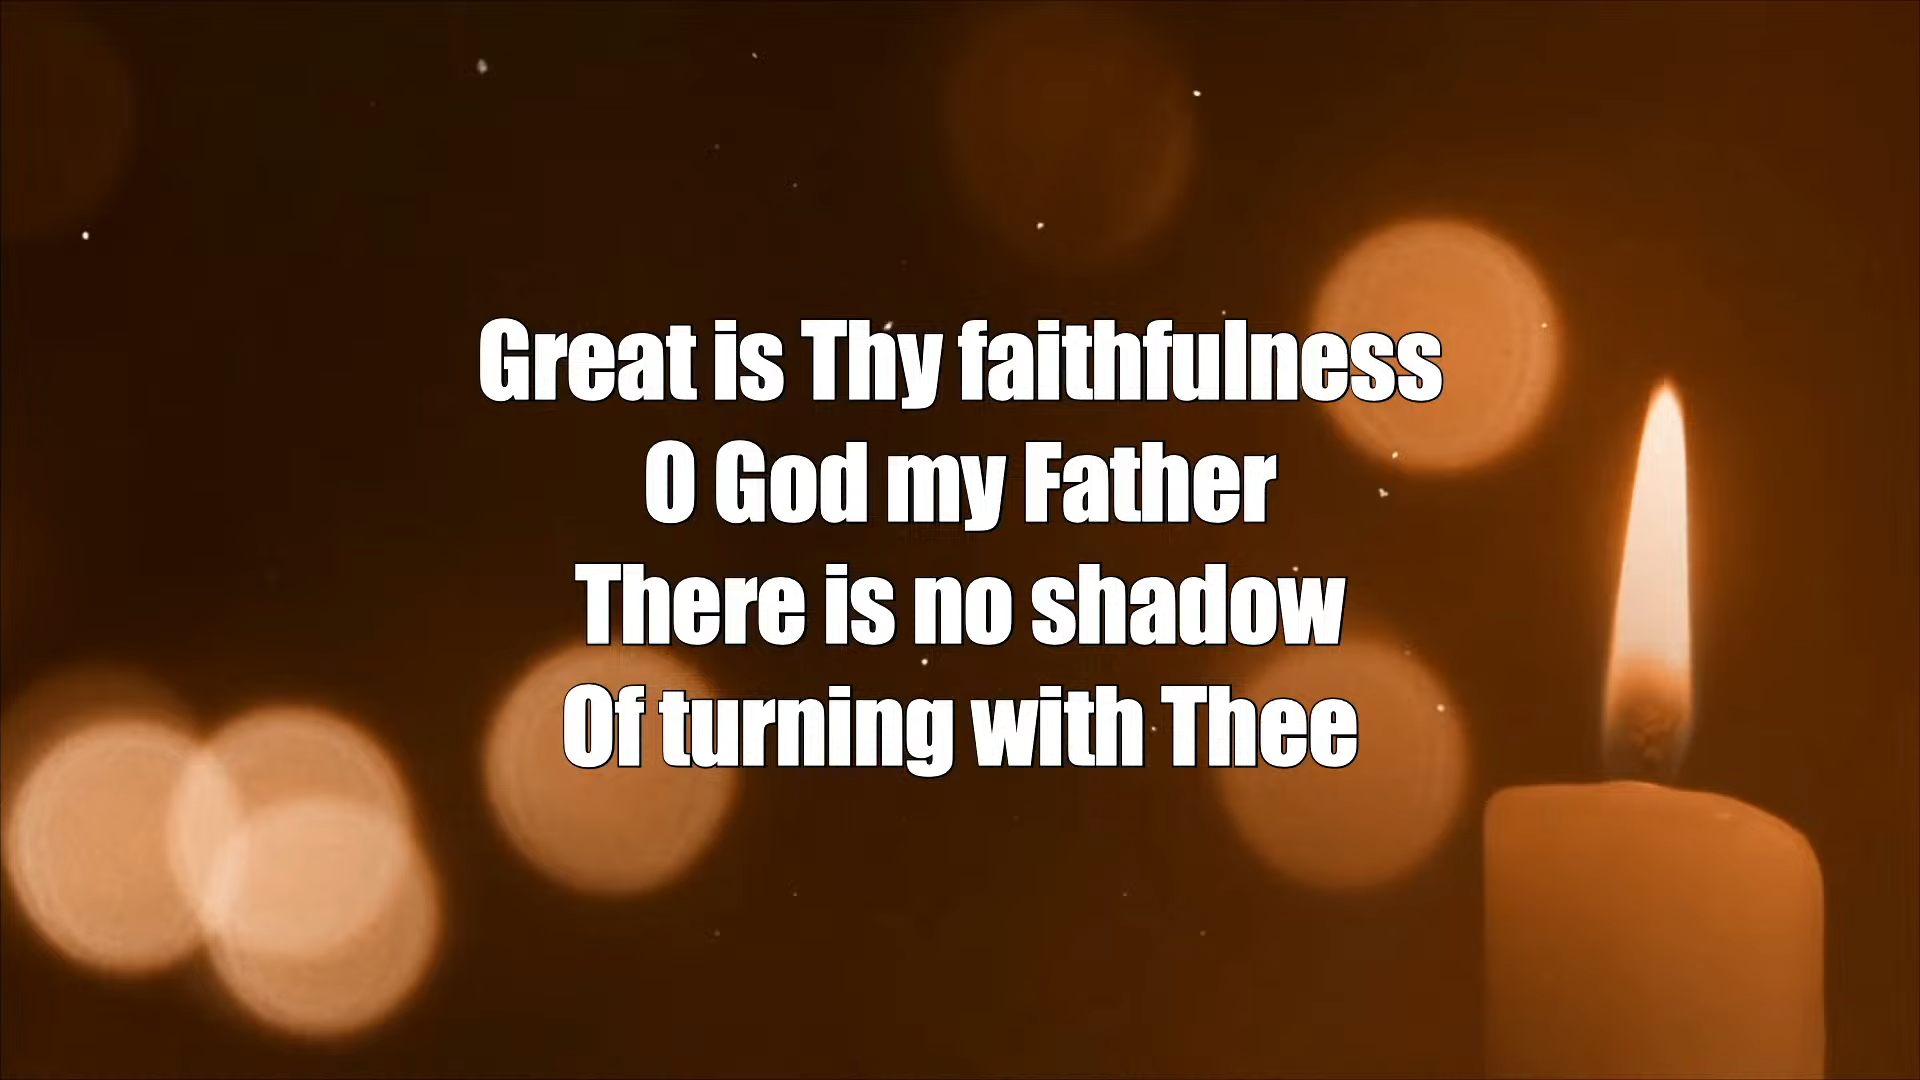 Great is Thy faithfulness
O God my Father
There is no shadow
Of turning with Thee